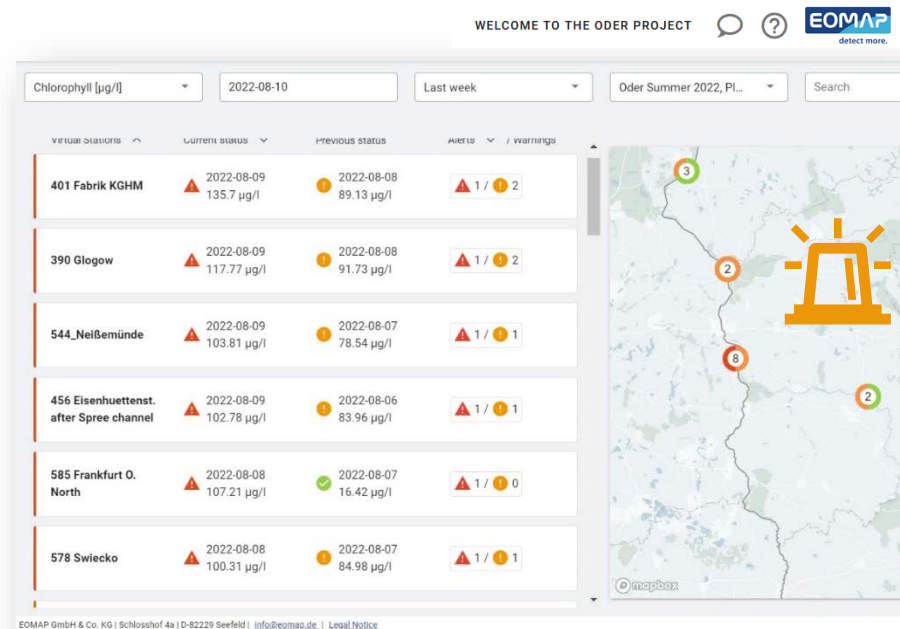 WELCOME TO THE ODER PROJECT
EOMAP
detect more.
Chlorophyll [µg/l]
2022-08-10
Last week
Oder Summer 2022, Pl...
Search
Virtual Stations
Current status
Previous status
Alerts / Warnings
401 Fabrik KGHM
2022-08-09
135.7 µg/l
2022-08-08
89.13 µg/l
1 / 2
390 Glogow
2022-08-09
117.77 µg/l
2022-08-08
91.73 µg/l
1 / 2
544_Neißemünde
2022-08-09
103.81 µg/l
2022-08-07
78.54 µg/l
1 / 1
456 Eisenhuettenst.
after Spree channel
2022-08-09
102.78 µg/l
2022-08-06
83.96 µg/l
1 / 1
585 Frankfurt O.
North
2022-08-08
107.21 µg/l
2022-08-07
16.42 µg/l
1 / 0
578 Swiecko
2022-08-08
100.31 µg/l
2022-08-07
84.98 µg/l
1 / 1
3
2
8
2
mapbox
EOMAP GmbH & Co. KG | Schlosshof 4a | D-82229 Seefeld | info@eomap.de | Legal Notice